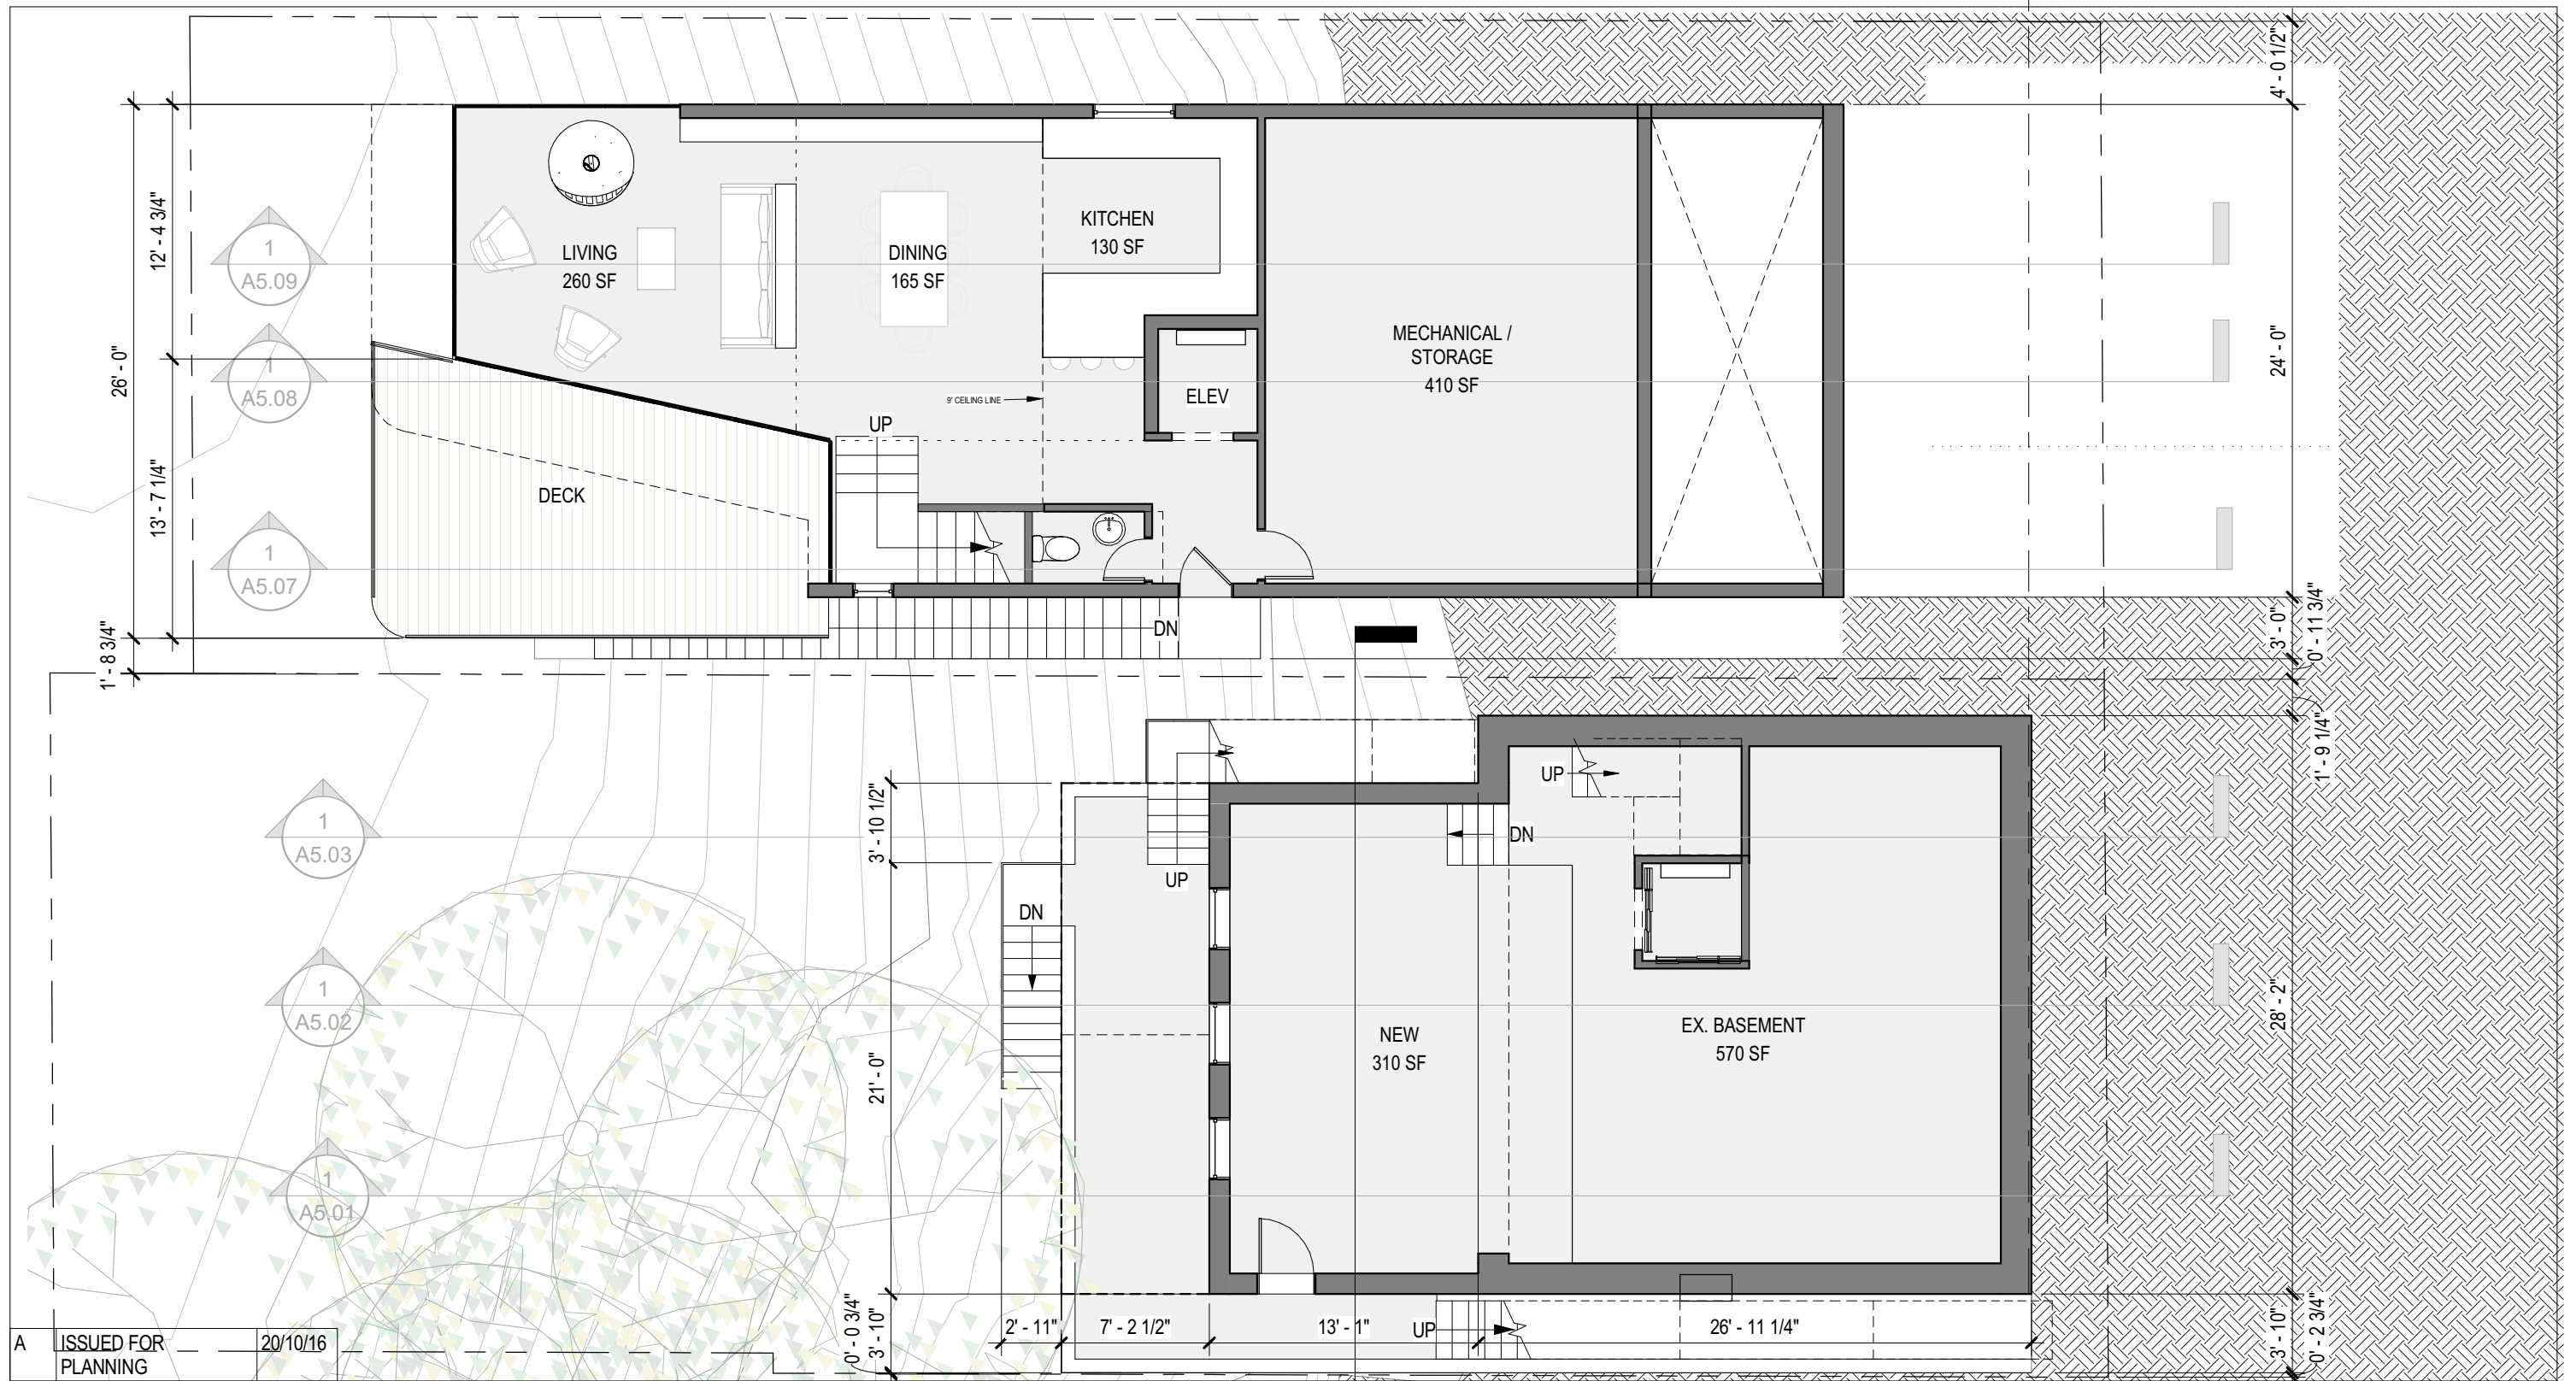 4' - 0 1/2"
26' - 0"
12' - 4 3/4"
13' - 7 1/4"
1' - 8 3/4"
1
A5.09
1
A5.08
1
A5.07
LIVING
260 SF
DINING
165 SF
KITCHEN
130 SF
9' CEILING LINE
ELEV
MECHANICAL /
STORAGE
410 SF
24' - 0"
UP
DECK
DN
3' - 0"
0' - 11 3/4"
1' - 9 1/4"
1
A5.03
1
A5.02
1
A5.01
3' - 10 1/2"
21' - 0"
UP
DN
UP
DN
NEW
310 SF
EX. BASEMENT
570 SF
28' - 2"
0' - 0 3/4"
3' - 10"
2' - 11"
7' - 2 1/2"
13' - 1"
UP
26' - 11 1/4"
3' - 10"
0' - 2 3/4"
A ISSUED FOR 20/10/16
PLANNING